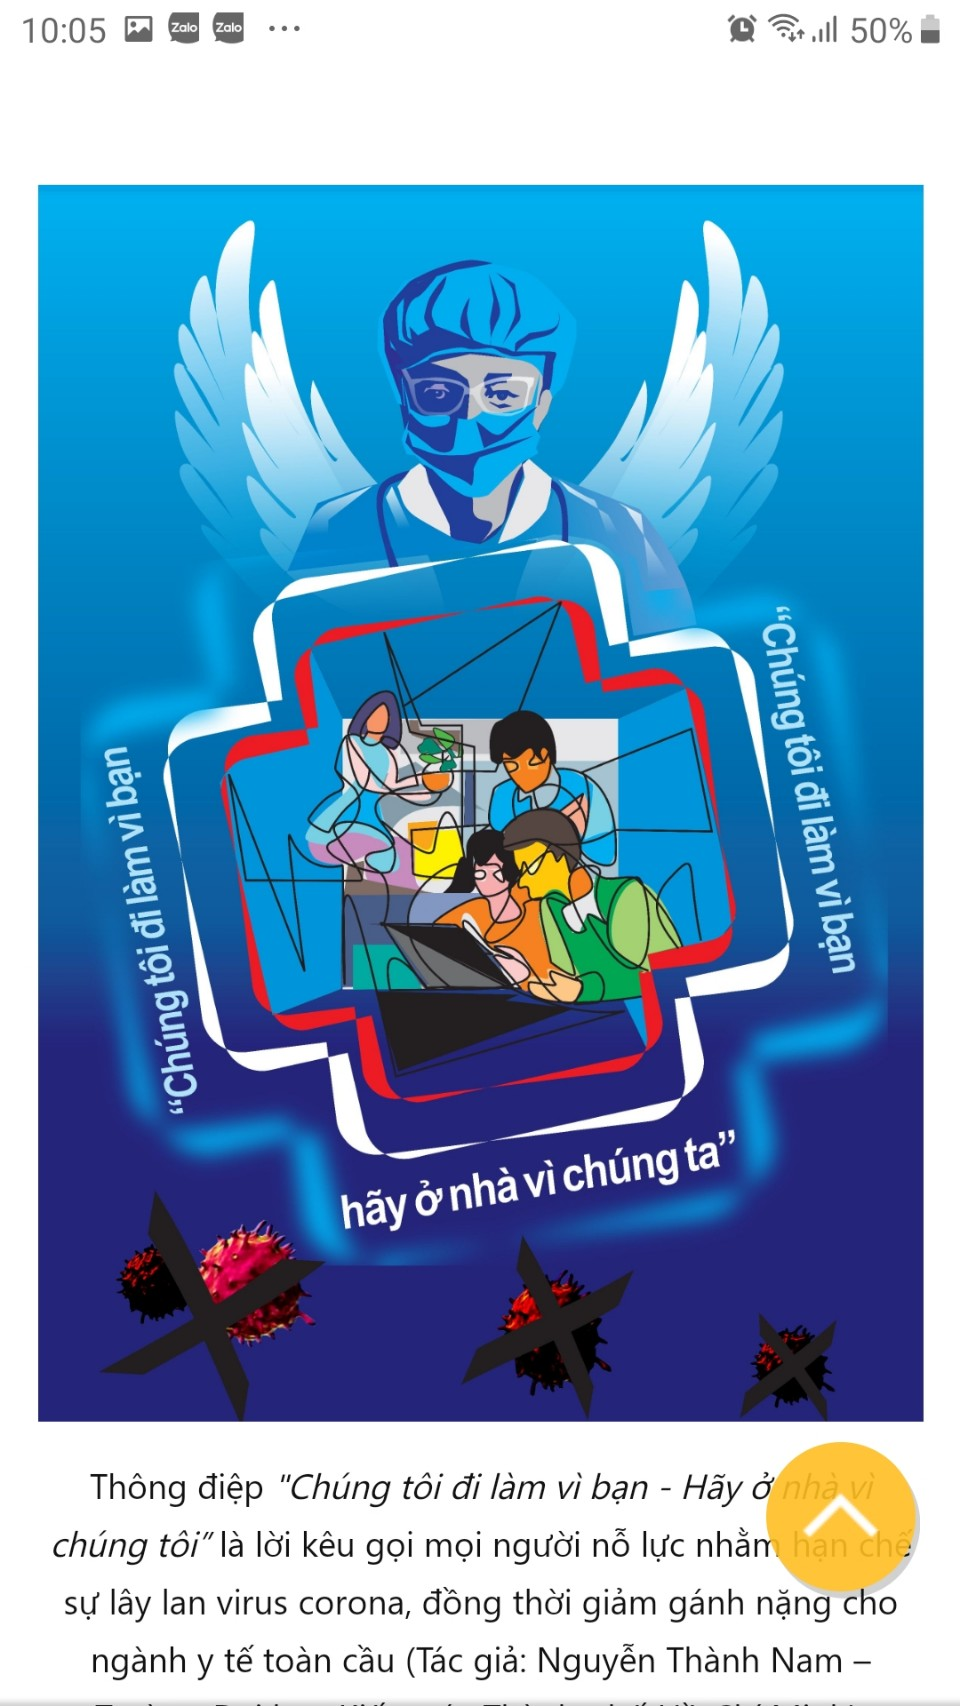 10:05
Zalo
Zalo
50%
“Chúng tôi đi làm vì bạn
“Chúng tôi đi làm vì bạn
hãy ở nhà vì chúng ta”
Thông điệp "Chúng tôi đi làm vì bạn - Hãy ở nhà vì
chúng tôi” là lời kêu gọi mọi người nỗ lực nhằm hạn chế
sự lây lan virus corona, đồng thời giảm gánh nặng cho
ngành y tế toàn cầu (Tác giả: Nguyễn Thành Nam –